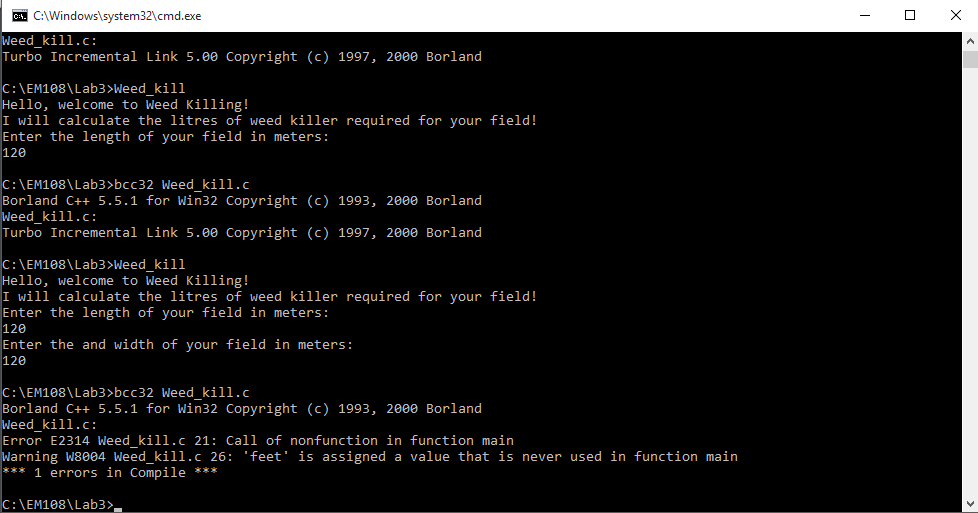 C:\Windows\system32\cmd.exe
Weed_kill.c:
Turbo Incremental Link 5.00 Copyright (c) 1997, 2000 Borland
C:\EM108\Lab3>Weed_kill
Hello, welcome to Weed Killing!
I will calculate the litres of weed killer required for your field!
Enter the length of your field in meters:
120
C:\EM108\Lab3>bcc32 Weed_kill.c
Borland C++ 5.5.1 for Win32 Copyright (c) 1993, 2000 Borland
Weed_kill.c:
Turbo Incremental Link 5.00 Copyright (c) 1997, 2000 Borland
C:\EM108\Lab3>Weed_kill
Hello, welcome to Weed Killing!
I will calculate the litres of weed killer required for your field!
Enter the length of your field in meters:
120
Enter the and width of your field in meters:
120
C:\EM108\Lab3>bcc32 Weed_kill.c
Borland C++ 5.5.1 for Win32 Copyright (c) 1993, 2000 Borland
Weed_kill.c:
Error E2314 Weed_kill.c 21: Call of nonfunction in function main
Warning W8004 Weed_kill.c 26: 'feet' is assigned a value that is never used in function main
*** 1 errors in Compile ***
C:\EM108\Lab3>_